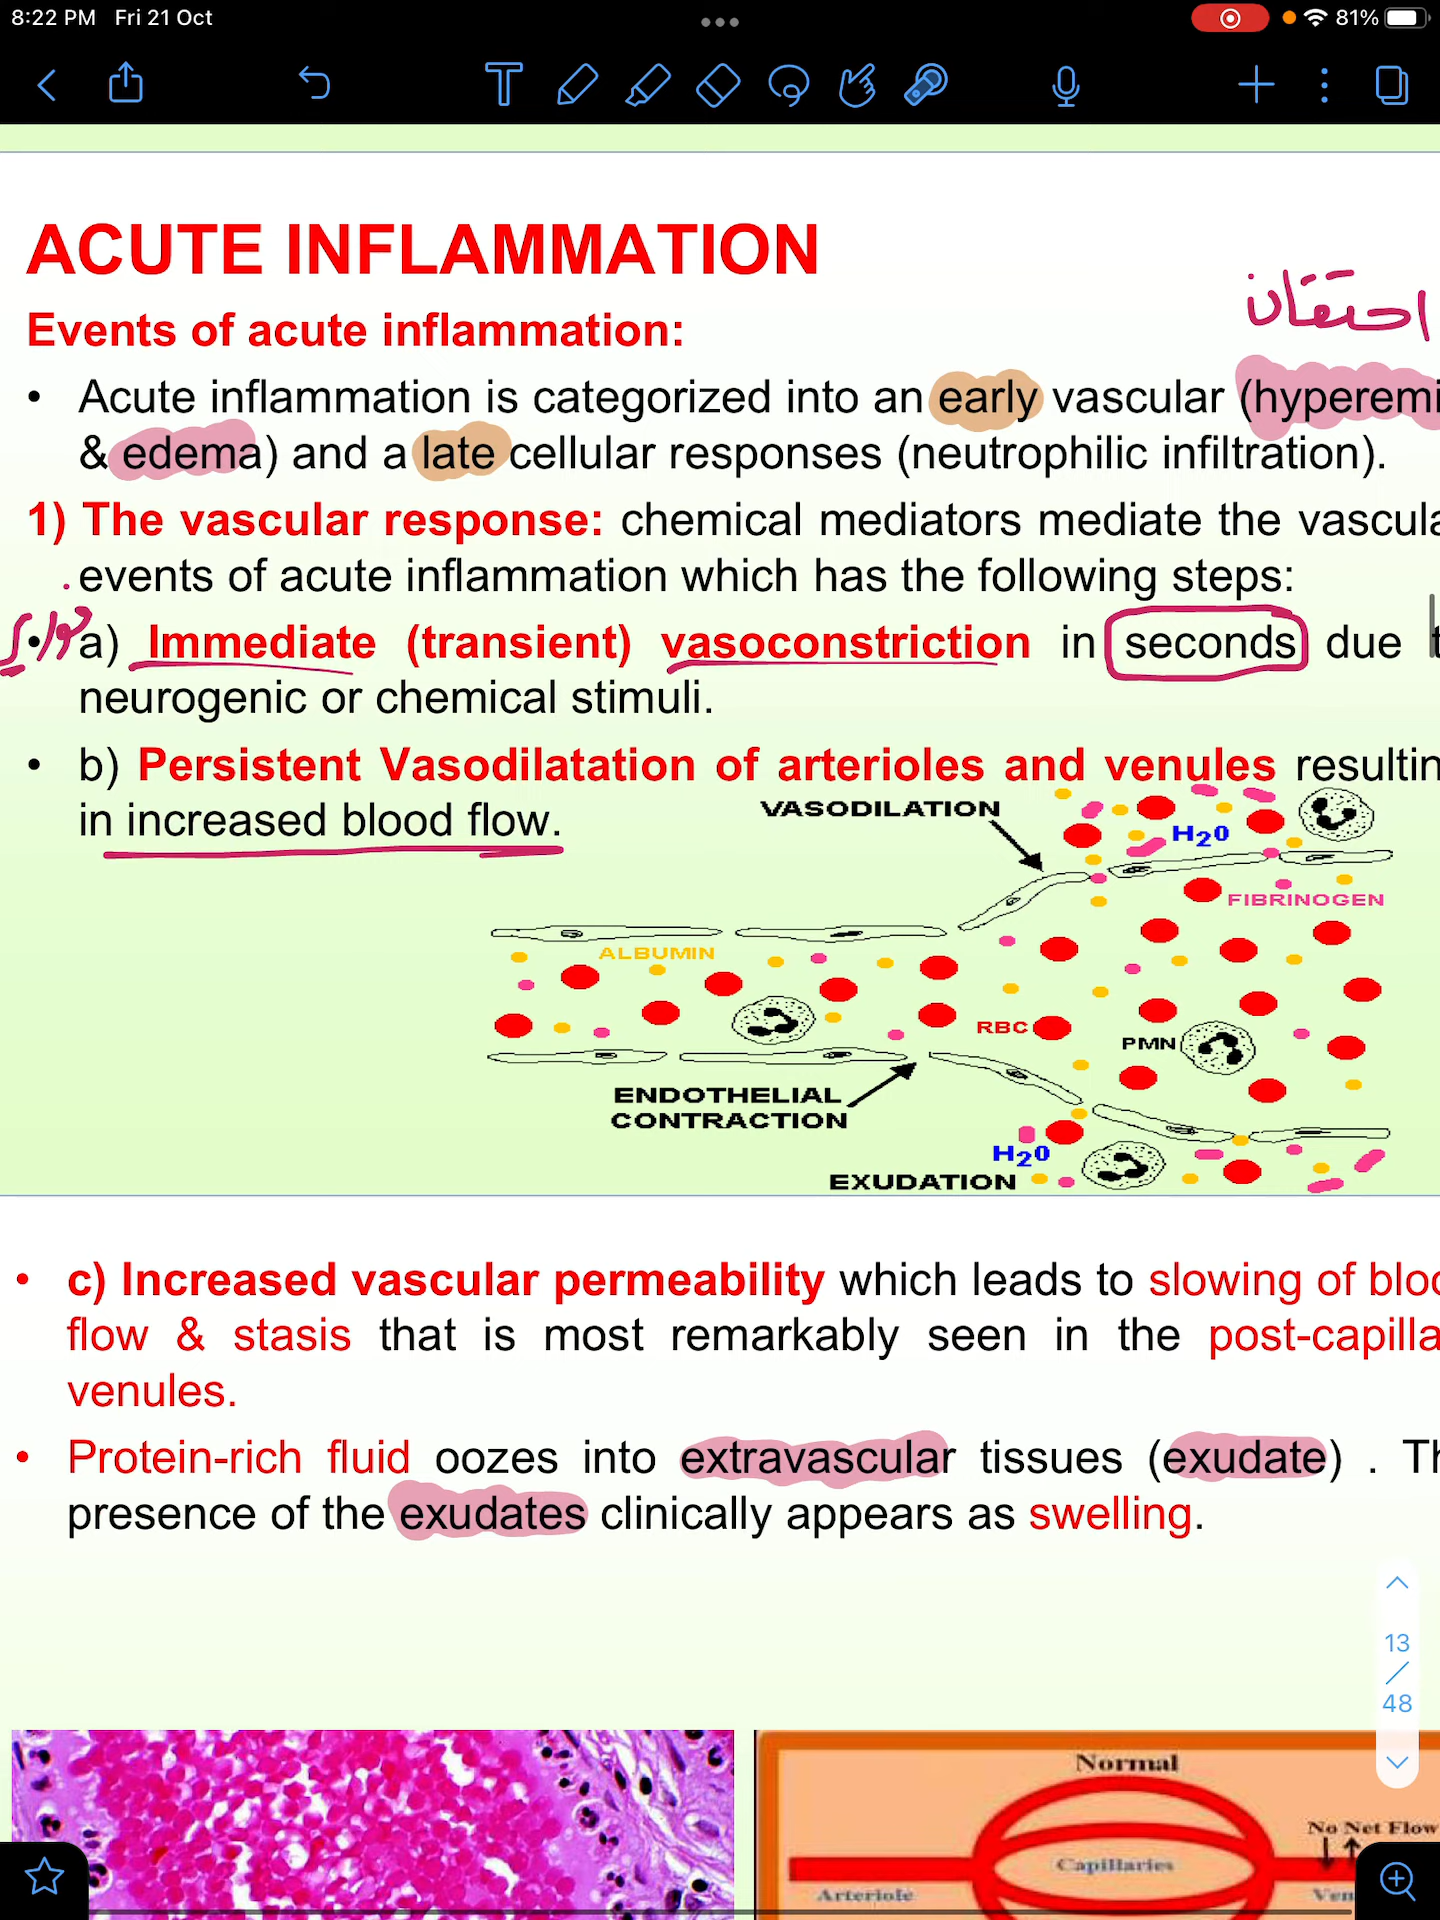 8:22 PM Fri 21 Oct
81%
ACUTE INFLAMMATION
احتقان
Events of acute inflammation:
• Acute inflammation is categorized into an early vascular (hyperemi
& edema) and a late cellular responses (neutrophilic infiltration).
1) The vascular response: chemical mediators mediate the vascula
events of acute inflammation which has the following steps:
• a) Immediate (transient) vasoconstriction in seconds due t
neurogenic or chemical stimuli.
• b) Persistent Vasodilatation of arterioles and venules resultin
in increased blood flow.
VASODILATION
H20
FIBRINOGEN
ALBUMIN
RBC
PMN
ENDOTHELIAL
CONTRACTION
H20
EXUDATION
• c) Increased vascular permeability which leads to slowing of bloo
flow & stasis that is most remarkably seen in the post-capilla
venules.
• Protein-rich fluid oozes into extravascular tissues (exudate) . Th
presence of the exudates clinically appears as swelling.
13
/
48
Normal
No Net Flow
Capillaries
Arteriole
Ven